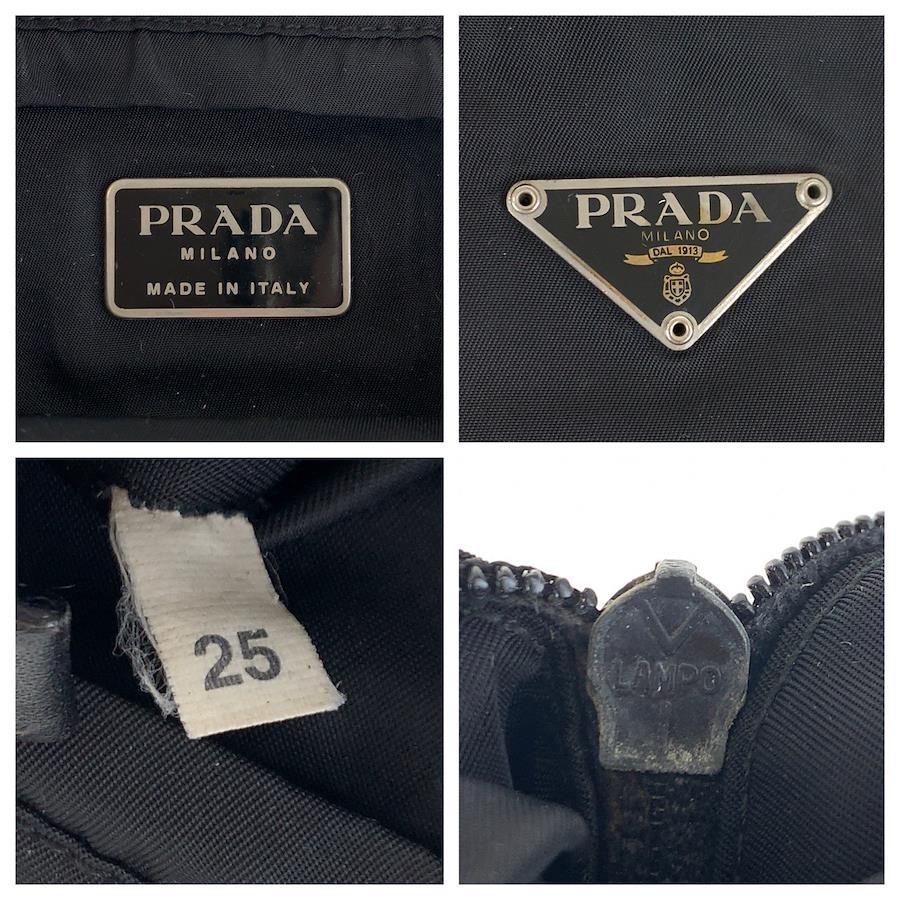 PRADA
MILANO
MADE IN ITALY
PRADA
MILANO
DAL 1913
25
LAMPO